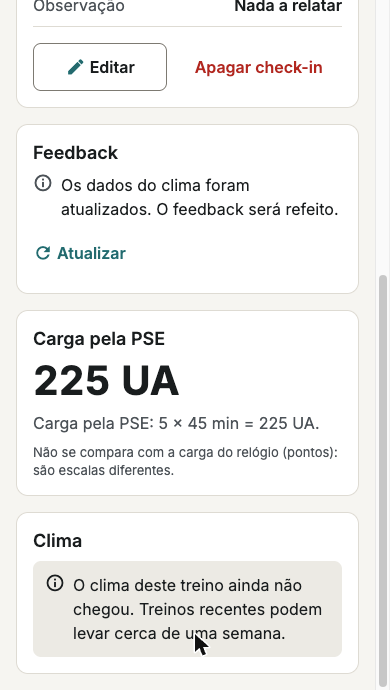 Observação Nada a relatar
Editar Apagar check-in
Feedback
Os dados do clima foram
atualizados. O feedback será refeito.
Atualizar
Carga pela PSE
225 UA
Carga pela PSE: 5 × 45 min = 225 UA.
Não se compara com a carga do relógio (pontos):
são escalas diferentes.
Clima
O clima deste treino ainda não
chegou. Treinos recentes podem
levar cerca de uma semana.